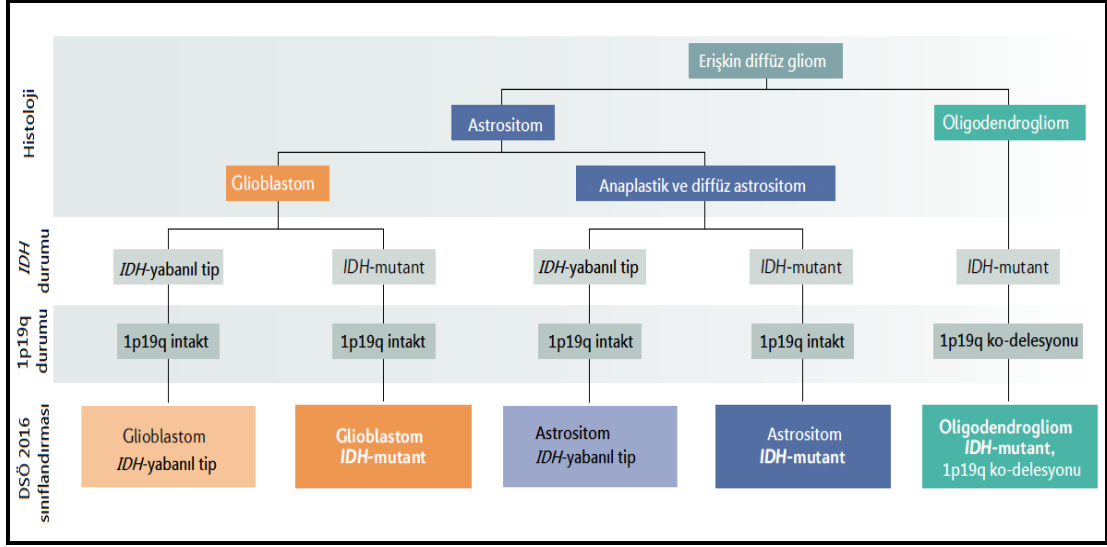 Histoloji
Erişkin diffüz gliom
Astrositom
Oligodendrogliom
Glioblastom
Anaplastik ve diffüz astrositom
IDH
durumu
IDH-yabanıl tip
IDH-mutant
IDH-yabanıl tip
IDH-mutant
IDH-mutant
1p19q
durumu
1p19q intakt
1p19q intakt
1p19q intakt
1p19q intakt
1p19q ko-delesyonu
DSÖ 2016
sınıflandırması
Glioblastom
IDH-yabanıl tip
Glioblastom
IDH-mutant
Astrositom
IDH-yabanıl tip
Astrositom
IDH-mutant
Oligodendrogliom
IDH-mutant,
1p19q ko-delesyonu